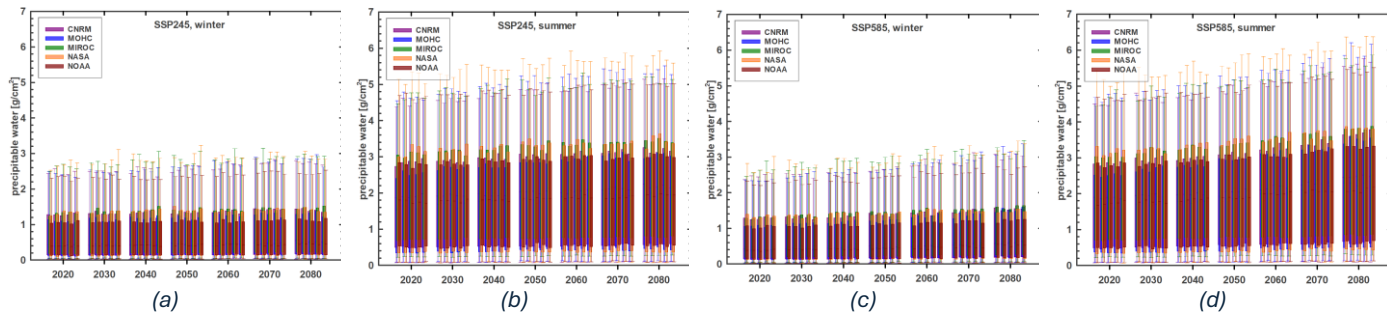 SSP245, winter
CNRM
MOHC
MIROC
NASA
NOAA
precipitable water [g/cm²]
7
6
5
4
3
2
1
0
2020 2030 2040 2050 2060 2070 2080
(a)
SSP245, summer
CNRM
MOHC
MIROC
NASA
NOAA
precipitable water [g/cm²]
7
6
5
4
3
2
1
0
2020 2030 2040 2050 2060 2070 2080
(b)
SSP585, winter
CNRM
MOHC
MIROC
NASA
NOAA
precipitable water [g/cm²]
7
6
5
4
3
2
1
0
2020 2030 2040 2050 2060 2070 2080
(c)
SSP585, summer
CNRM
MOHC
MIROC
NASA
NOAA
precipitable water [g/cm²]
7
6
5
4
3
2
1
0
2020 2030 2040 2050 2060 2070 2080
(d)